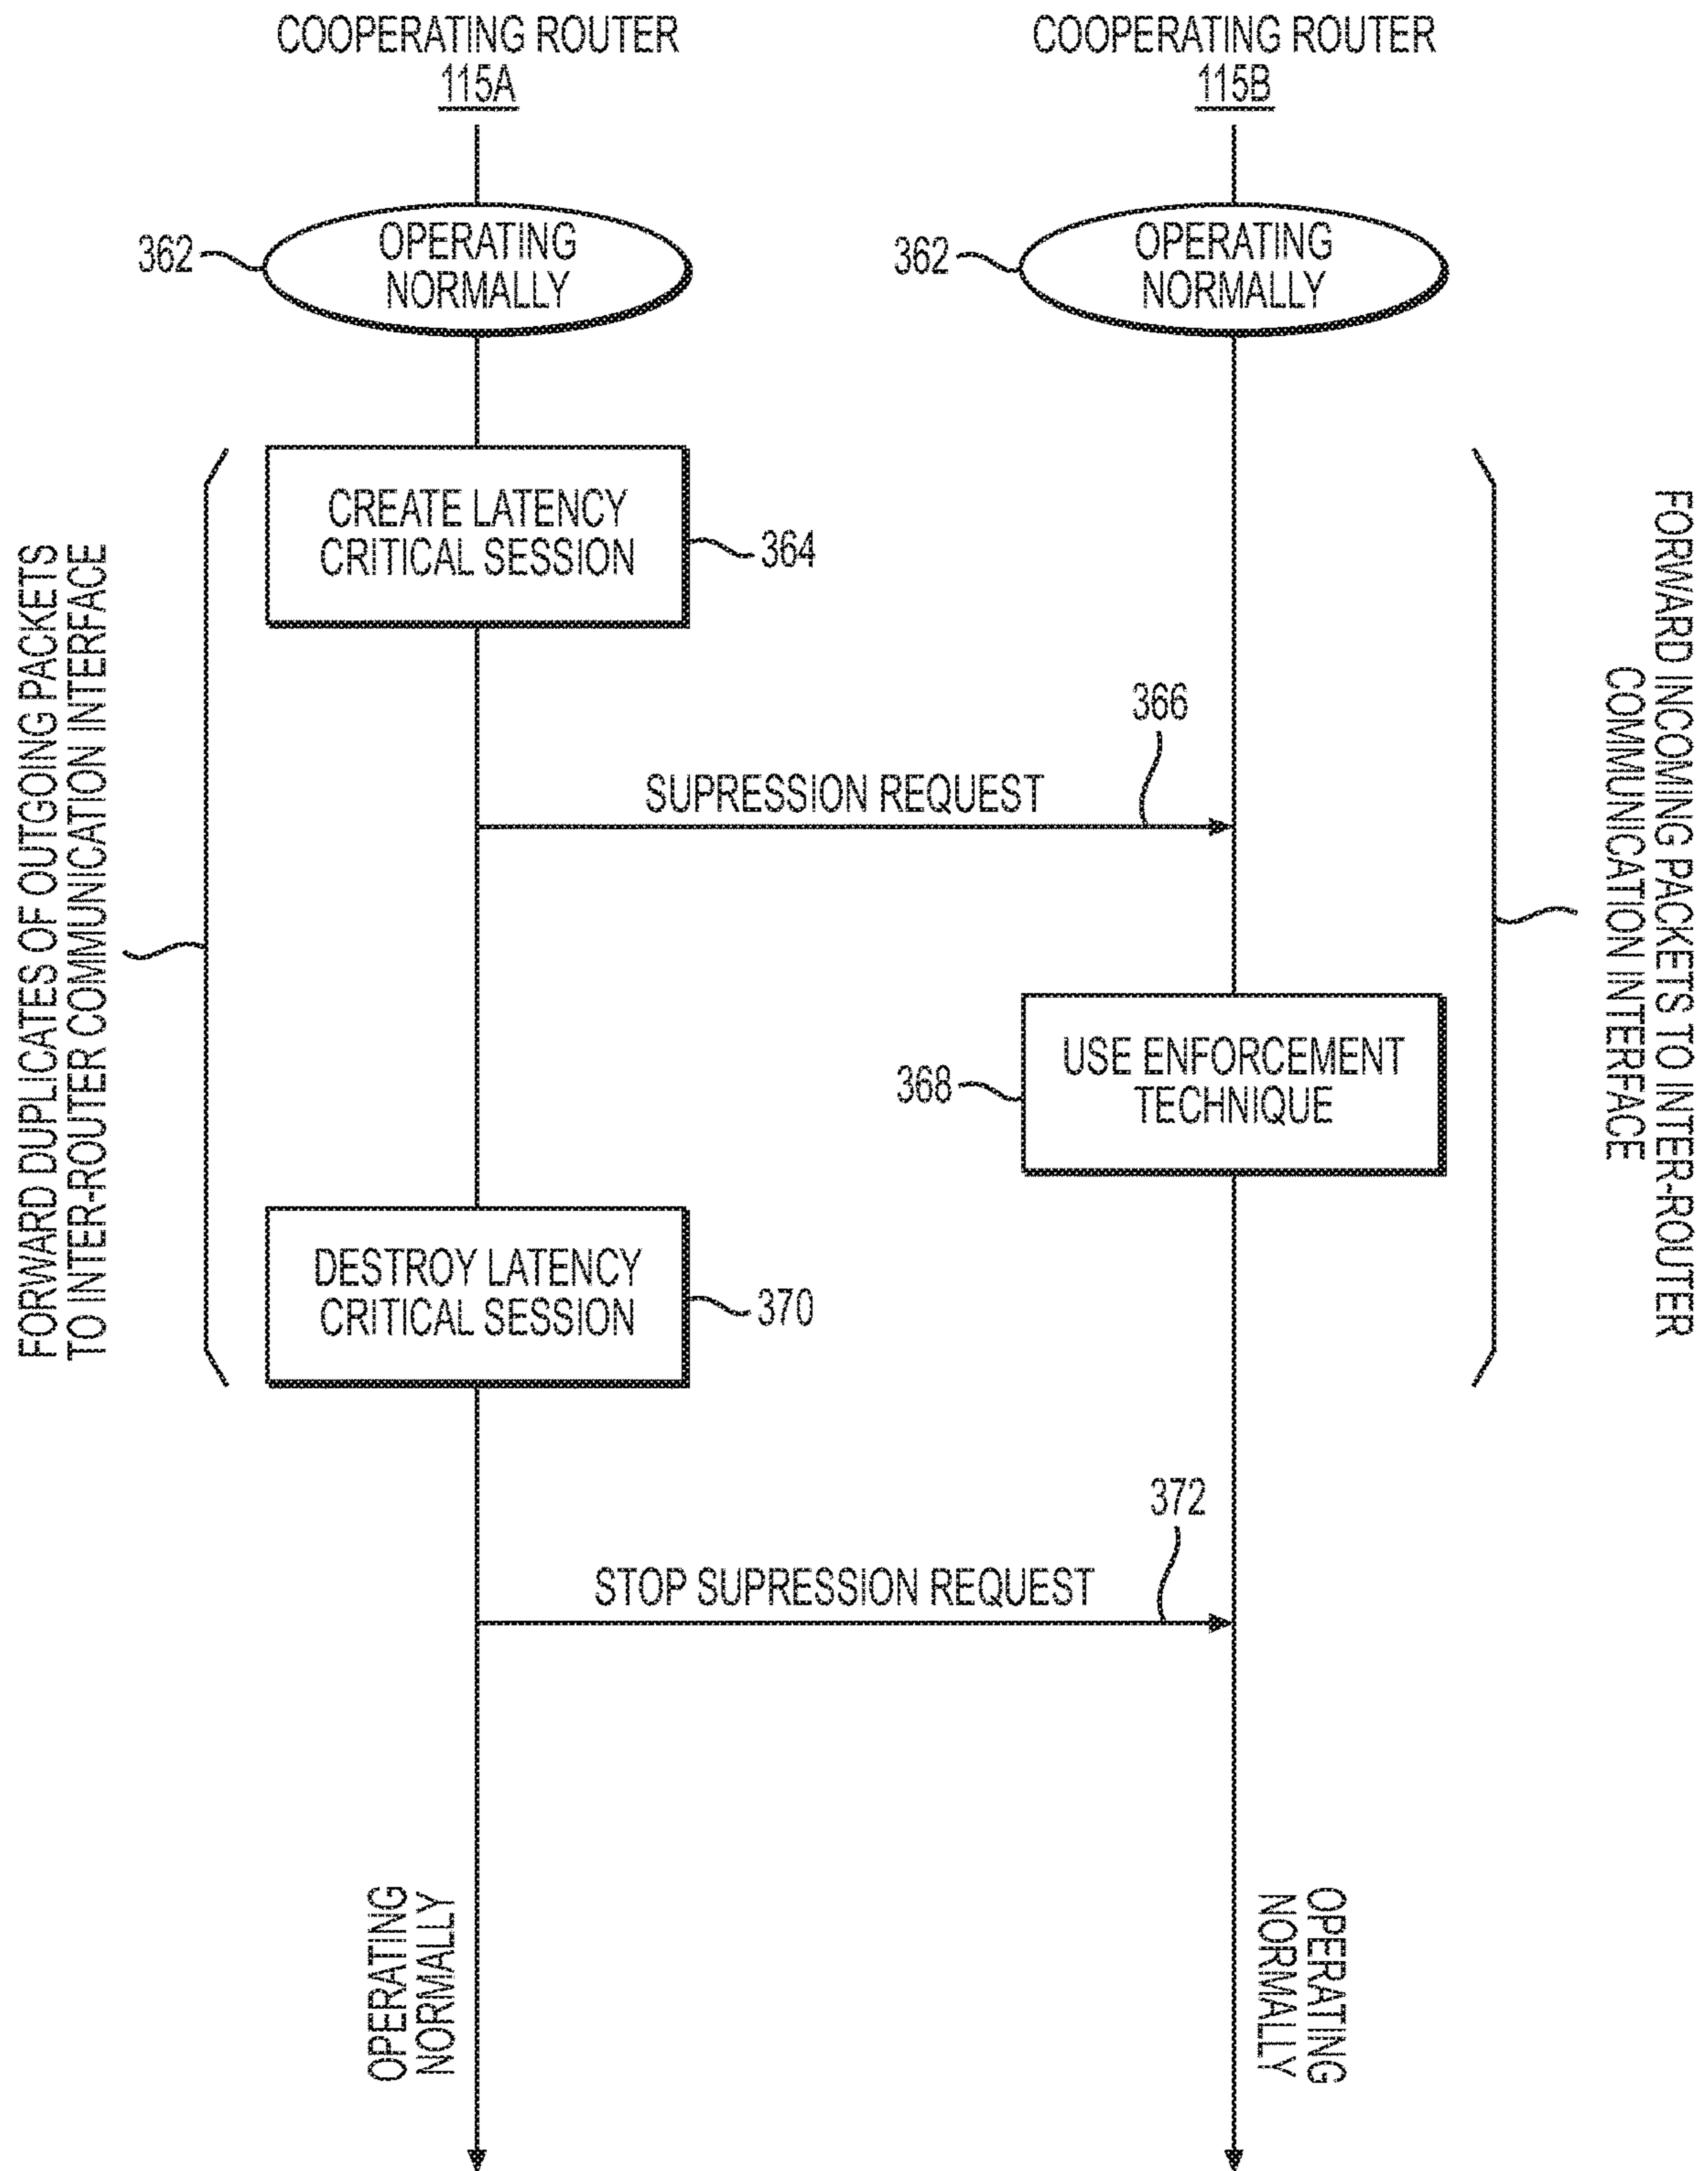 COOPERATING ROUTER
115A
COOPERATING ROUTER
115B
362
OPERATING
NORMALLY
362
OPERATING
NORMALLY
CREATE LATENCY
CRITICAL SESSION
364
366
SUPRESSION REQUEST
FORWARD DUPLICATES OF OUTGOING PACKETS
TO INTER-ROUTER COMMUNICATION INTERFACE
FORWARD INCOMING PACKETS TO INTER-ROUTER
COMMUNICATION INTERFACE
368
USE ENFORCEMENT
TECHNIQUE
DESTROY LATENCY
CRITICAL SESSION
370
372
STOP SUPRESSION REQUEST
OPERATING
NORMALLY
OPERATING
NORMALLY